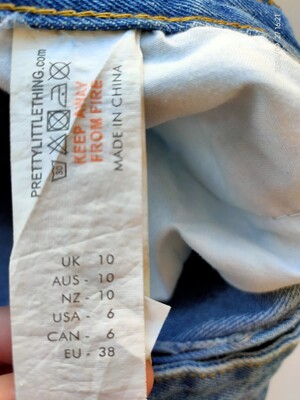 PRETTYLITTLETHING.com
30
KEEP AWAY
FROM FIRE
MADE IN CHINA
UK 10
AUS - 10
NZ - 10
USA - 6
CAN - 6
EU - 38